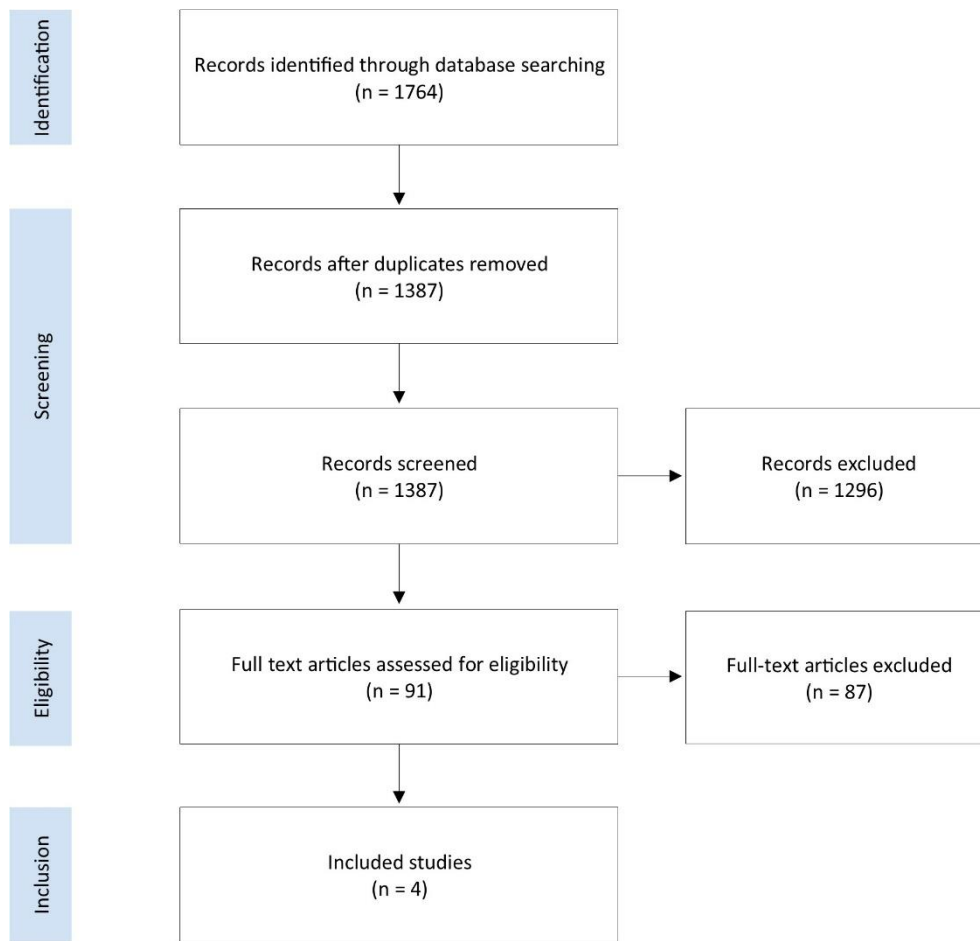 Identification
Records identified through database searching
(n = 1764)
Screening
Records after duplicates removed
(n = 1387)
Records screened
(n = 1387)
Records excluded
(n = 1296)
Eligibility
Full text articles assessed for eligibility
(n = 91)
Full-text articles excluded
(n = 87)
Inclusion
Included studies
(n = 4)